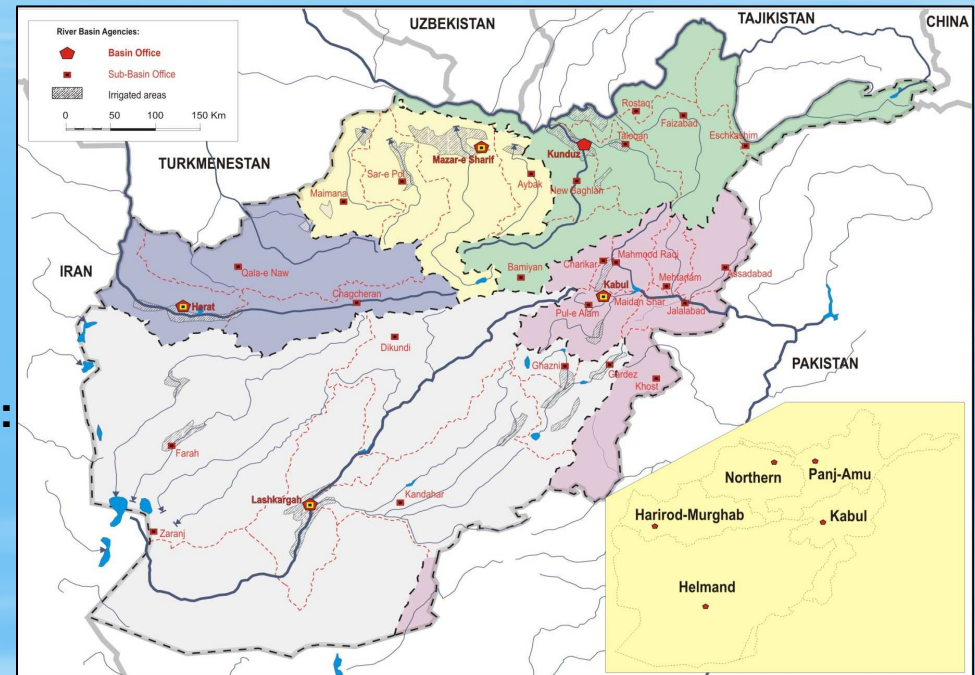 UZBEKISTAN
TAJIKISTAN
CHINA
River Basin Agencies:
Basin Office
Sub-Basin Office
Irrigated areas
0 50 100 150 Km
TURKMENESTAN
Rostaq
Faizabad
Taloqan
Eschkashim
Kunduz
Mazar-e Sharif
Sar-e Pol
Aybak
New Baghlan
Maimana
IRAN
Qala-e Naw
Bamiyan
Charikar
Mahmod Raqi
Mehtarlam
Assadabad
Herat
Chagcheran
Kabul
Maidan Shar
Pul-e Alam
Jalalabad
Dikundi
PAKISTAN
Ghazni
Gardez
Khost
:
Farah
Lashkargah
Kandahar
Zaranj
Northern
Panj-Amu
Harirod-Murghab
Kabul
Helmand